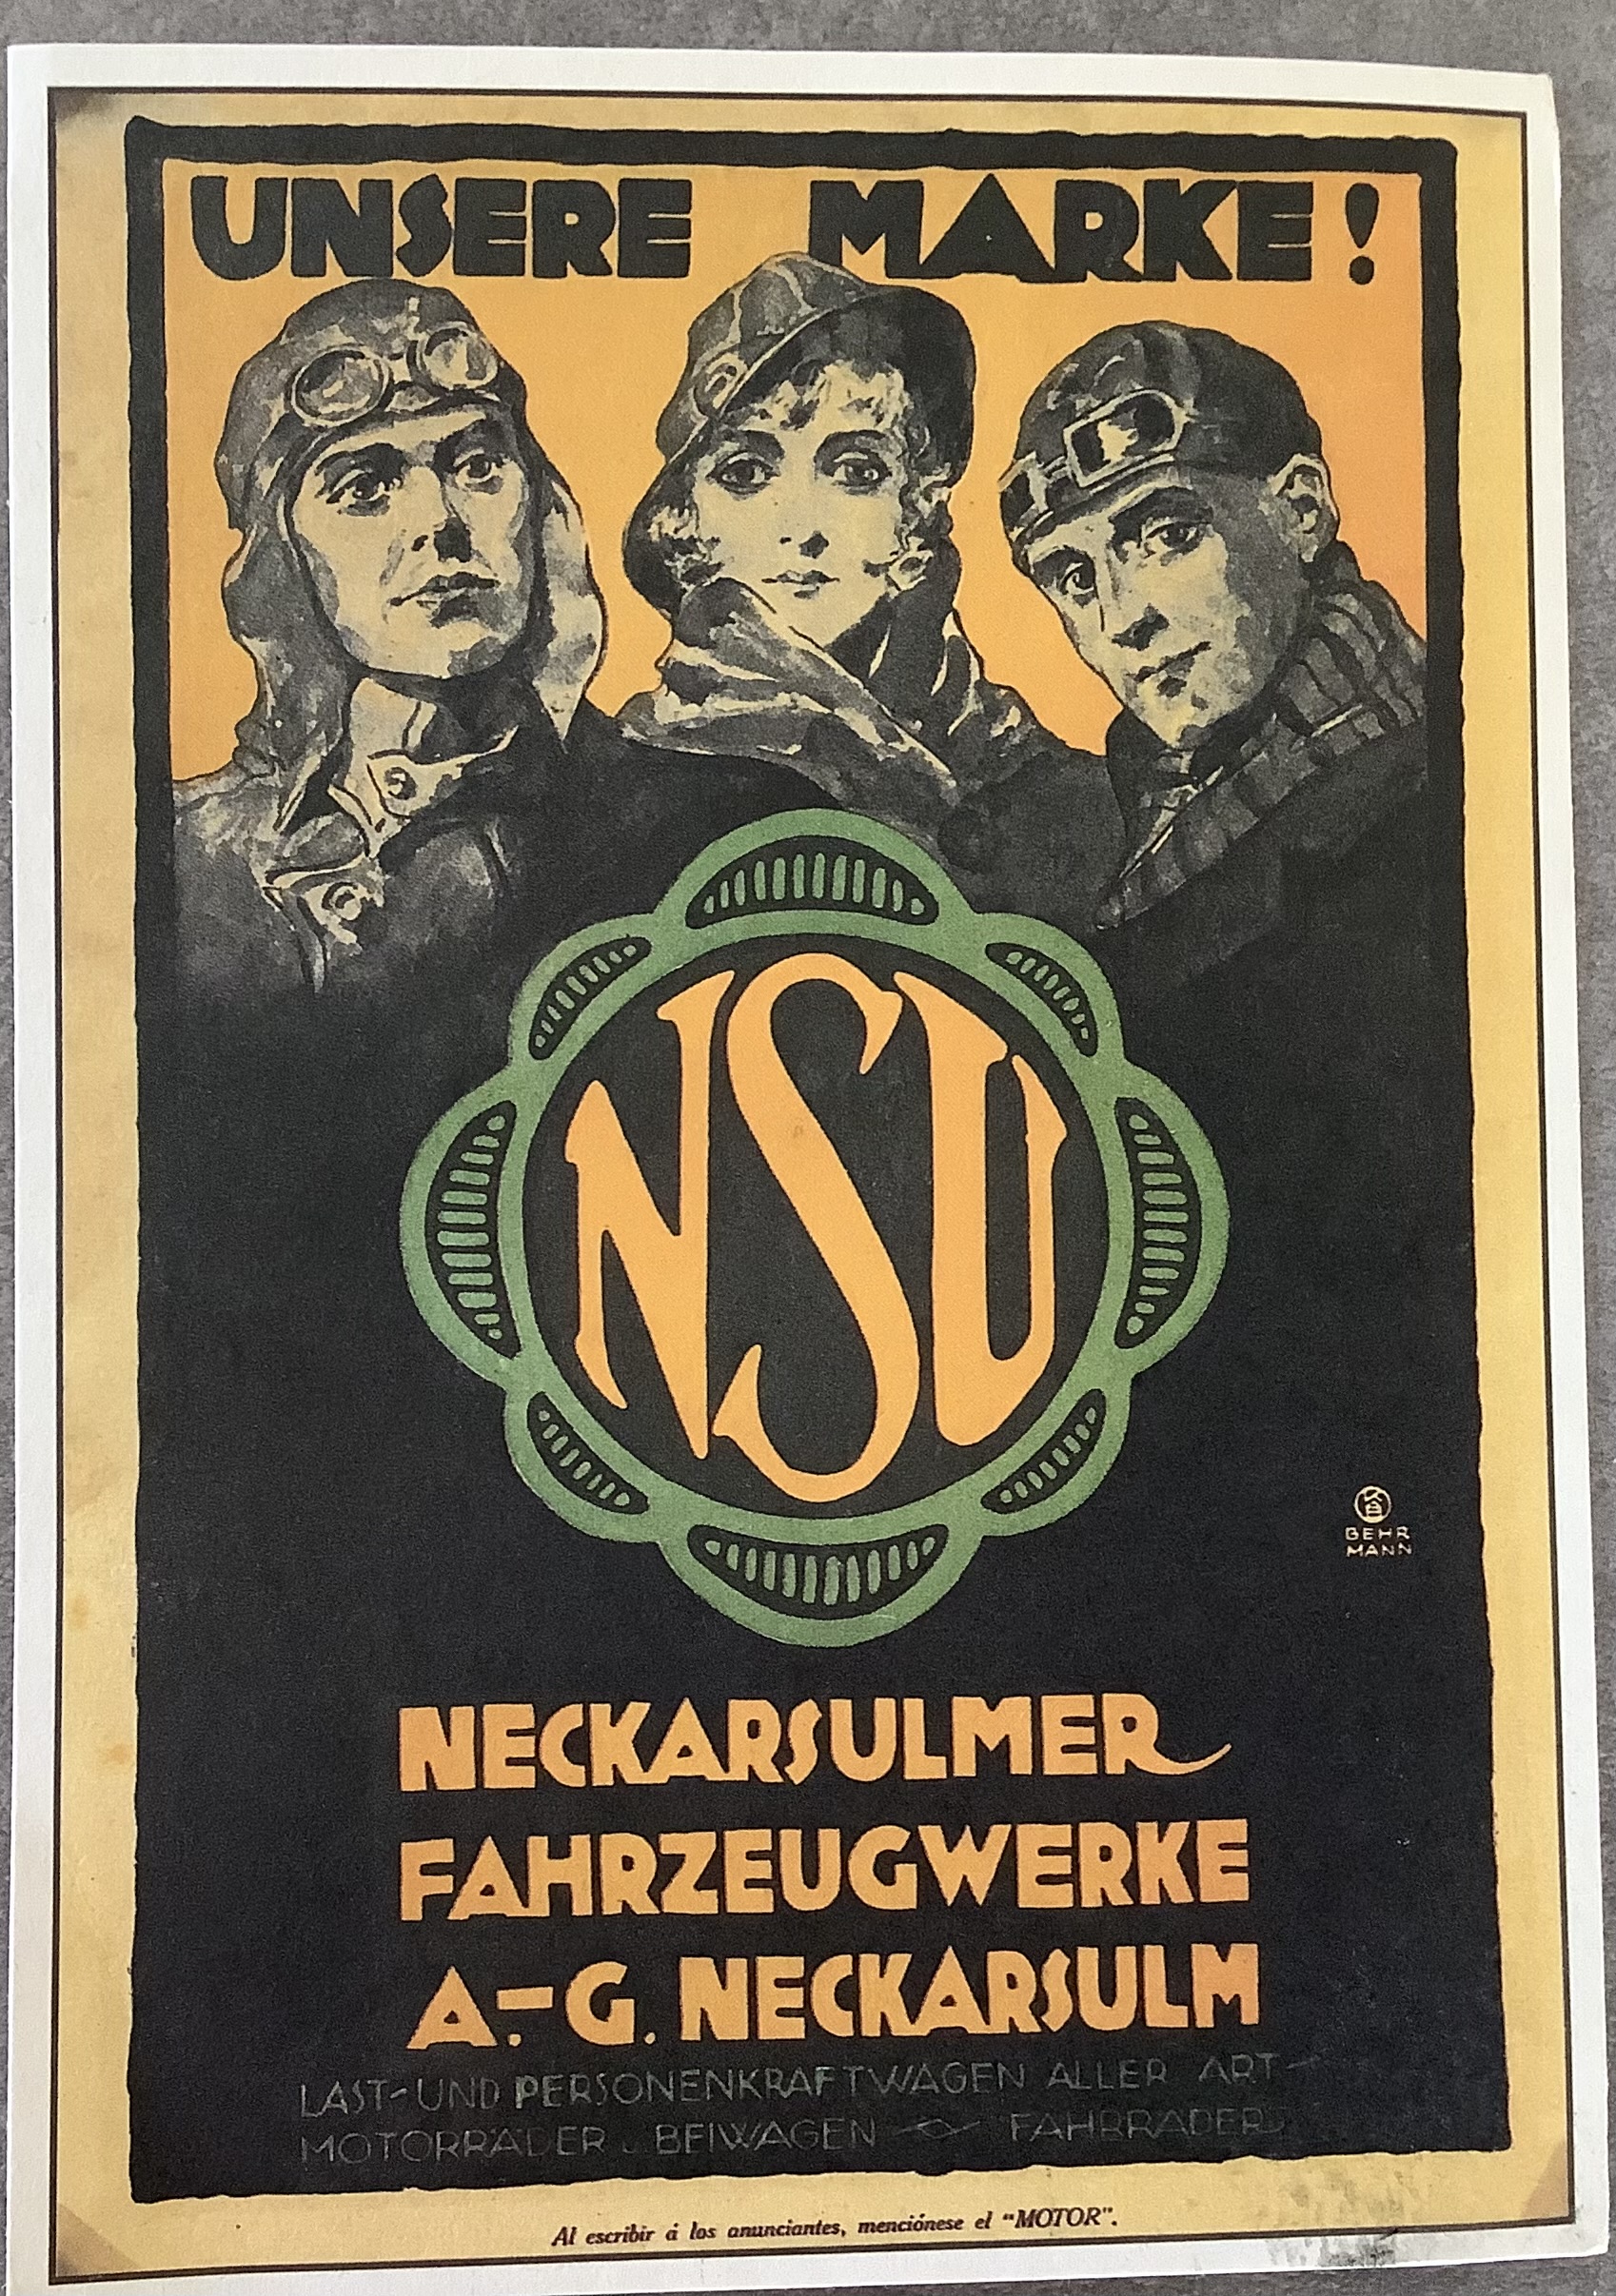 UNSERE MARKE!
NSU
BEHR
MANN
NECKARSULMER
FAHRZEUGWERKE
A.-G. NECKARSULM
LAST- UND PERSONENKRAFTWAGEN ALLER ART -
MOTORRÄDER U. BEIWAGEN FAHRRÄDER
Al escribir á los anunciantes, menciónese el "MOTOR".